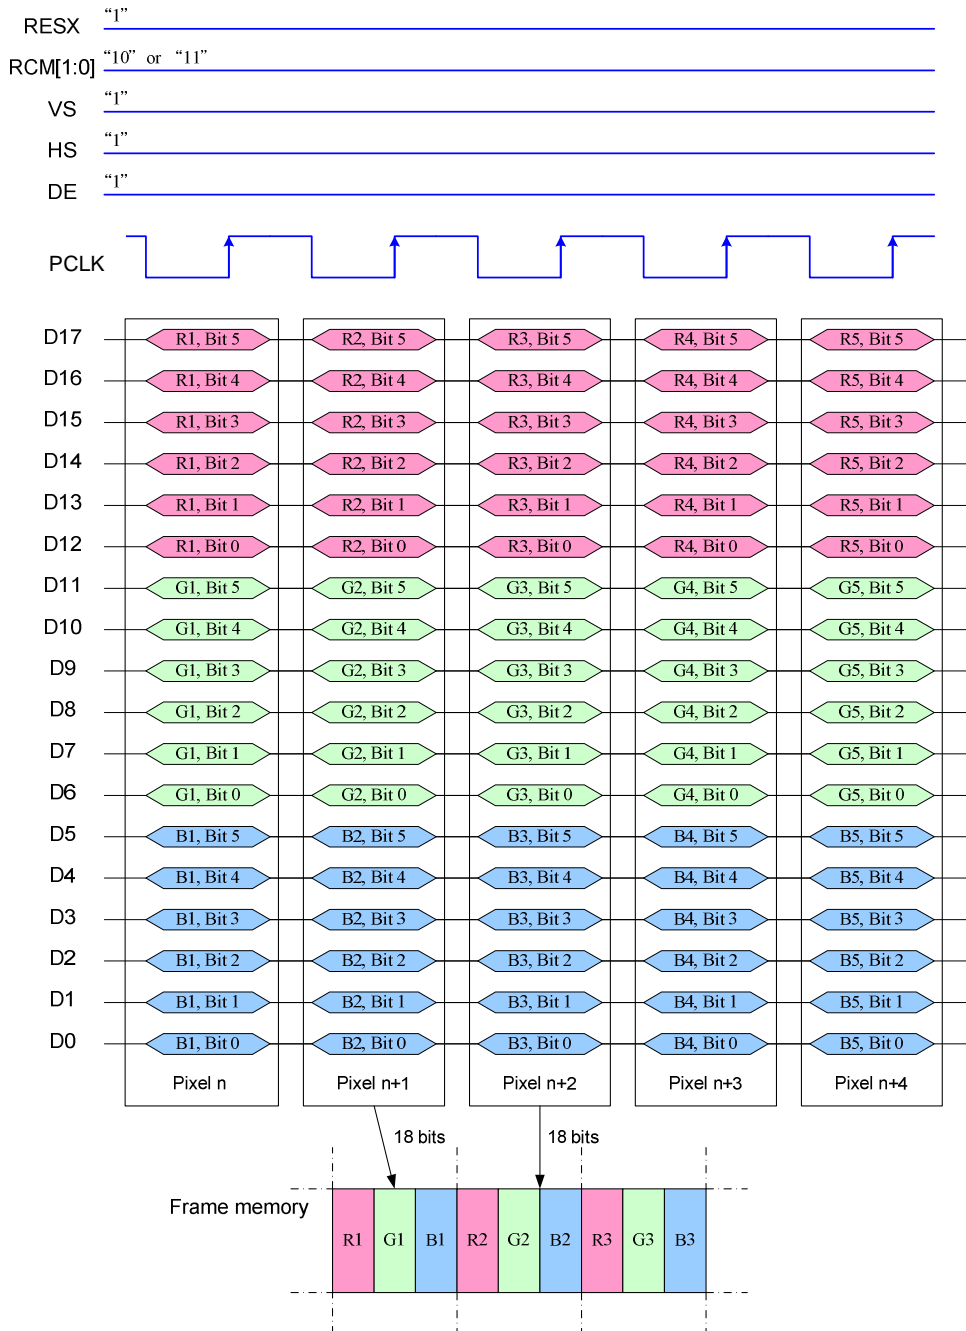 RESX “1”
RCM[1:0] “10” or “11”
VS “1”
HS “1”
DE “1”
PCLK
D17 R1, Bit 5 R2, Bit 5 R3, Bit 5 R4, Bit 5 R5, Bit 5
D16 R1, Bit 4 R2, Bit 4 R3, Bit 4 R4, Bit 4 R5, Bit 4
D15 R1, Bit 3 R2, Bit 3 R3, Bit 3 R4, Bit 3 R5, Bit 3
D14 R1, Bit 2 R2, Bit 2 R3, Bit 2 R4, Bit 2 R5, Bit 2
D13 R1, Bit 1 R2, Bit 1 R3, Bit 1 R4, Bit 1 R5, Bit 1
D12 R1, Bit 0 R2, Bit 0 R3, Bit 0 R4, Bit 0 R5, Bit 0
D11 G1, Bit 5 G2, Bit 5 G3, Bit 5 G4, Bit 5 G5, Bit 5
D10 G1, Bit 4 G2, Bit 4 G3, Bit 4 G4, Bit 4 G5, Bit 4
D9 G1, Bit 3 G2, Bit 3 G3, Bit 3 G4, Bit 3 G5, Bit 3
D8 G1, Bit 2 G2, Bit 2 G3, Bit 2 G4, Bit 2 G5, Bit 2
D7 G1, Bit 1 G2, Bit 1 G3, Bit 1 G4, Bit 1 G5, Bit 1
D6 G1, Bit 0 G2, Bit 0 G3, Bit 0 G4, Bit 0 G5, Bit 0
D5 B1, Bit 5 B2, Bit 5 B3, Bit 5 B4, Bit 5 B5, Bit 5
D4 B1, Bit 4 B2, Bit 4 B3, Bit 4 B4, Bit 4 B5, Bit 4
D3 B1, Bit 3 B2, Bit 3 B3, Bit 3 B4, Bit 3 B5, Bit 3
D2 B1, Bit 2 B2, Bit 2 B3, Bit 2 B4, Bit 2 B5, Bit 2
D1 B1, Bit 1 B2, Bit 1 B3, Bit 1 B4, Bit 1 B5, Bit 1
D0 B1, Bit 0 B2, Bit 0 B3, Bit 0 B4, Bit 0 B5, Bit 0
Pixel n Pixel n+1 Pixel n+2 Pixel n+3 Pixel n+4
18 bits 18 bits
Frame memory
R1 G1 B1 R2 G2 B2 R3 G3 B3